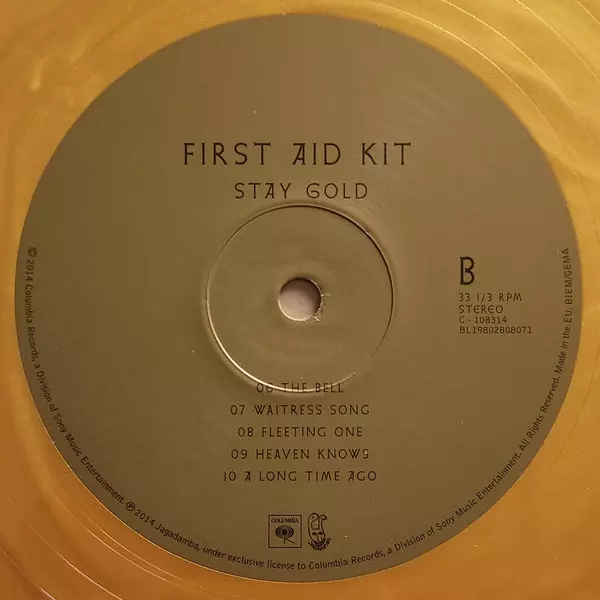 FIRST AID KIT
STAY GOLD
B
33 1/3 RPM
STEREO
C - 108314
BL19802808071
06 THE BELL
07 WAITRESS SONG
08 FLEETING ONE
09 HEAVEN KNOWS
10 A LONG TIME AGO
COLUMBIA
© 2014 Columbia Records, a Division of Sony Music Entertainment. ℗ 2014 Jagadamba, under exclusive license to Columbia Records, a Division of Sony Music Entertainment. All Rights Reserved. Made in the EU. BIEM/GEMA